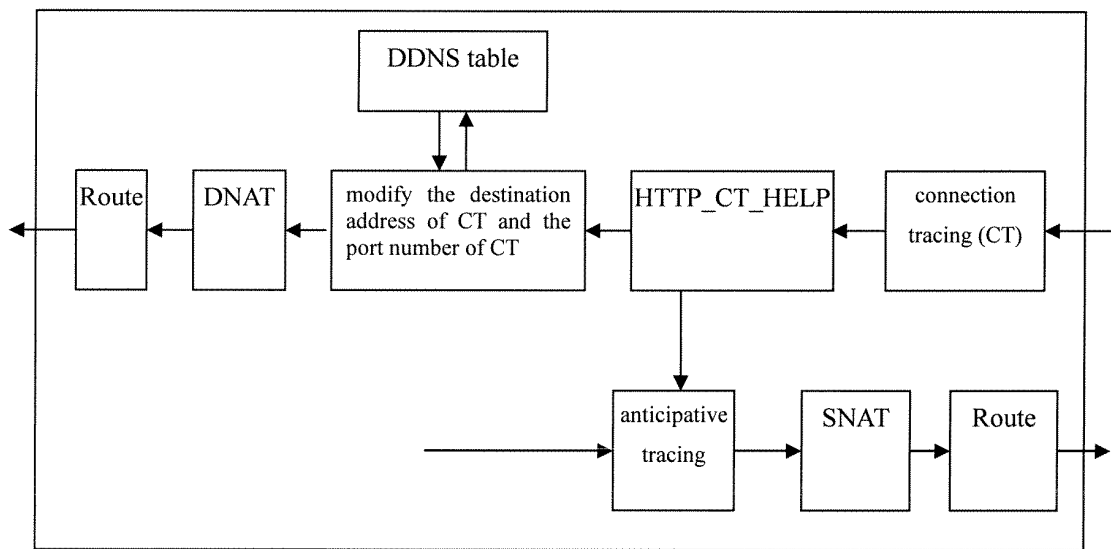 DDNS table
Route
DNAT
modify the destination
address of CT and the
port number of CT
HTTP_CT_HELP
connection
tracing (CT)
anticipative
tracing
SNAT
Route